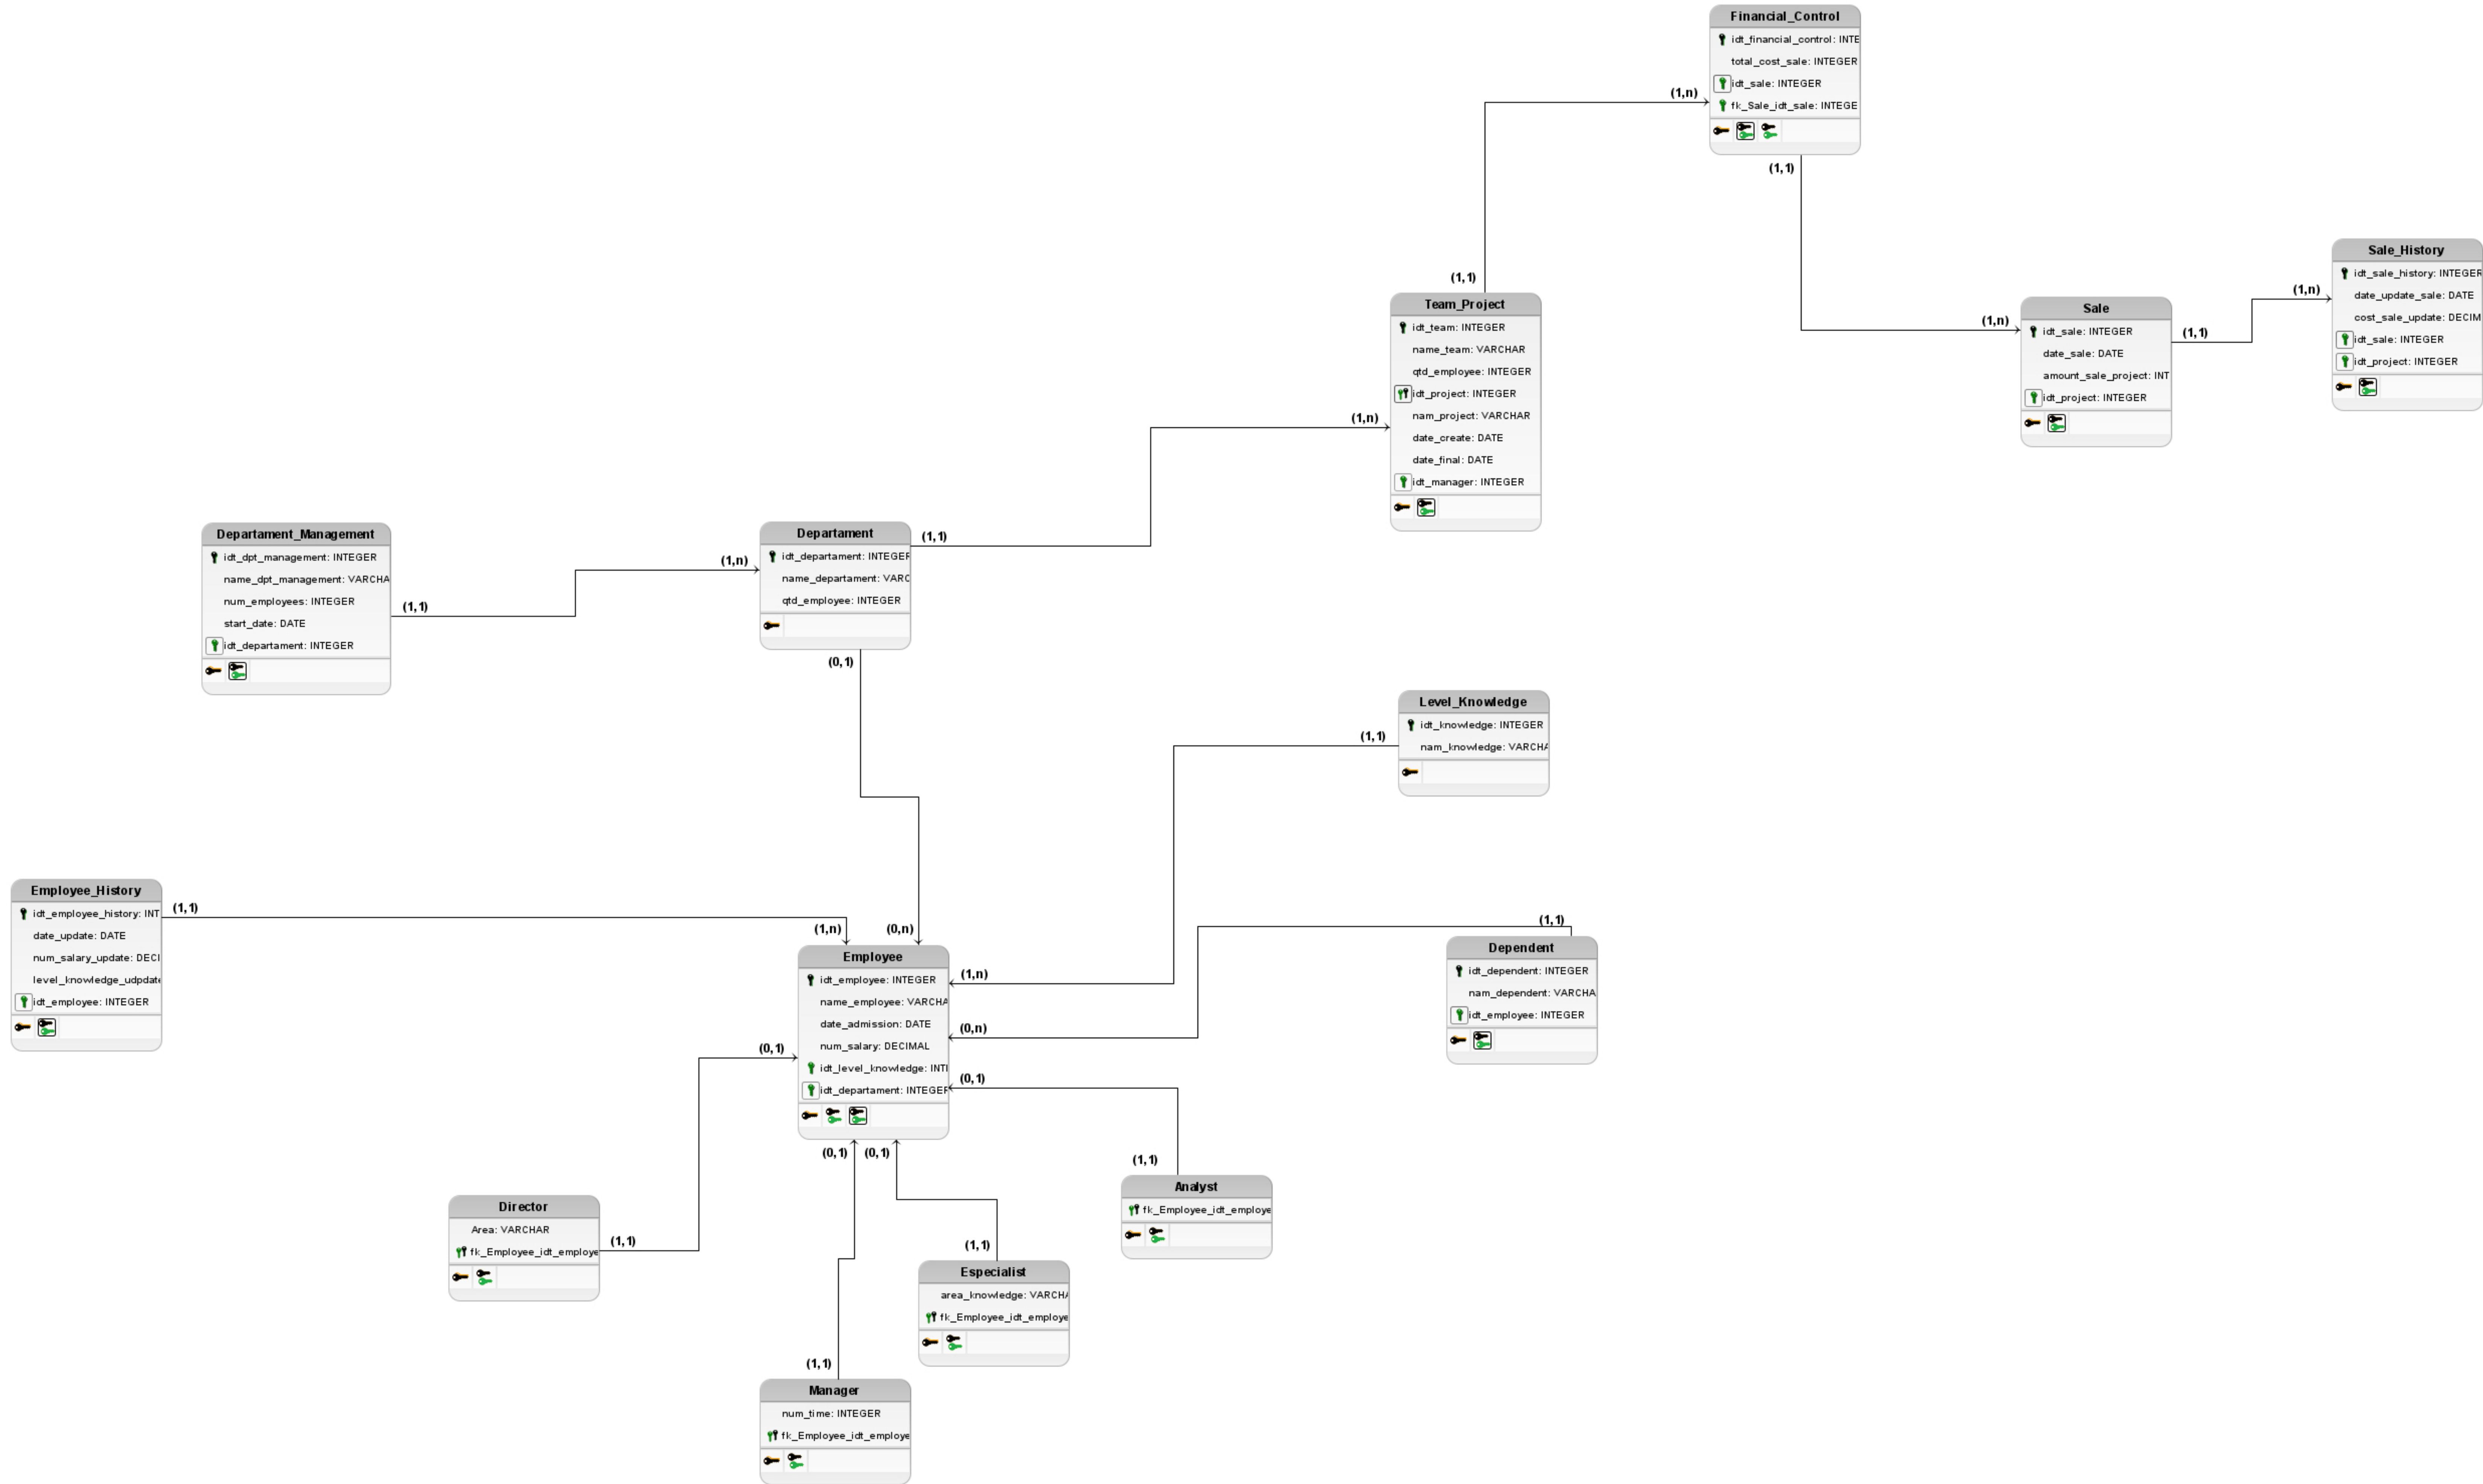 Financial_Control
idt_financial_control: INTE
total_cost_sale: INTEGER
idt_sale: INTEGER
fk_Sale_idt_sale: INTEGE
(1,n)
(1,1)
Sale_History
idt_sale_history: INTEGER
date_update_sale: DATE
cost_sale_update: DECIM
idt_sale: INTEGER
idt_project: INTEGER
(1,n)
Sale
idt_sale: INTEGER
date_sale: DATE
amount_sale_project: INT
idt_project: INTEGER
(1,n)
(1,1)
(1,1)
Team_Project
idt_team: INTEGER
name_team: VARCHAR
qtd_employee: INTEGER
idt_project: INTEGER
nam_project: VARCHAR
date_create: DATE
date_final: DATE
idt_manager: INTEGER
(1,n)
Departament_Management
idt_dpt_management: INTEGER
name_dpt_management: VARCHA
num_employees: INTEGER
start_date: DATE
idt_departament: INTEGER
(1,1)
(1,n)
Departament
idt_departament: INTEGER
name_departament: VARC
qtd_employee: INTEGER
(1,1)
(0,1)
Level_Knowledge
idt_knowledge: INTEGER
nam_knowledge: VARCHA
(1,1)
Employee_History
idt_employee_history: INT
date_update: DATE
num_salary_update: DECI
level_knowledge_udpdate
idt_employee: INTEGER
(1,1)
(1,n)
(0,n)
Employee
idt_employee: INTEGER
name_employee: VARCHA
date_admission: DATE
num_salary: DECIMAL
idt_level_knowledge: INTI
idt_departament: INTEGER
(1,n)
(0,n)
(0,1)
(0,1)
(0,1)
(0,1)
(1,1)
Dependent
idt_dependent: INTEGER
nam_dependent: VARCHA
idt_employee: INTEGER
(1,1)
Analyst
fk_Employee_idt_employe
Director
Area: VARCHAR
fk_Employee_idt_employe
(1,1)
(1,1)
Especialist
area_knowledge: VARCHA
fk_Employee_idt_employe
(1,1)
Manager
num_time: INTEGER
fk_Employee_idt_employe